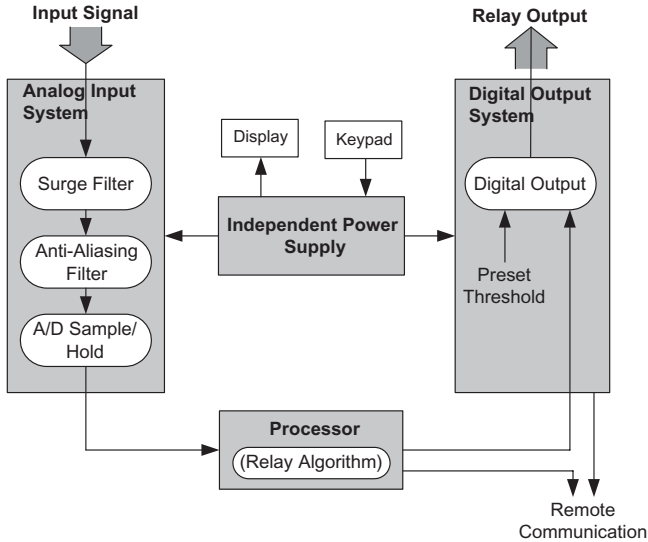 Input Signal
Relay Output
Analog Input
System
Digital Output
System
Display
Keypad
Surge Filter
Digital Output
Independent Power
Supply
Anti-Aliasing
Filter
Preset
Threshold
A/D Sample/
Hold
Processor
(Relay Algorithm)
Remote
Communication